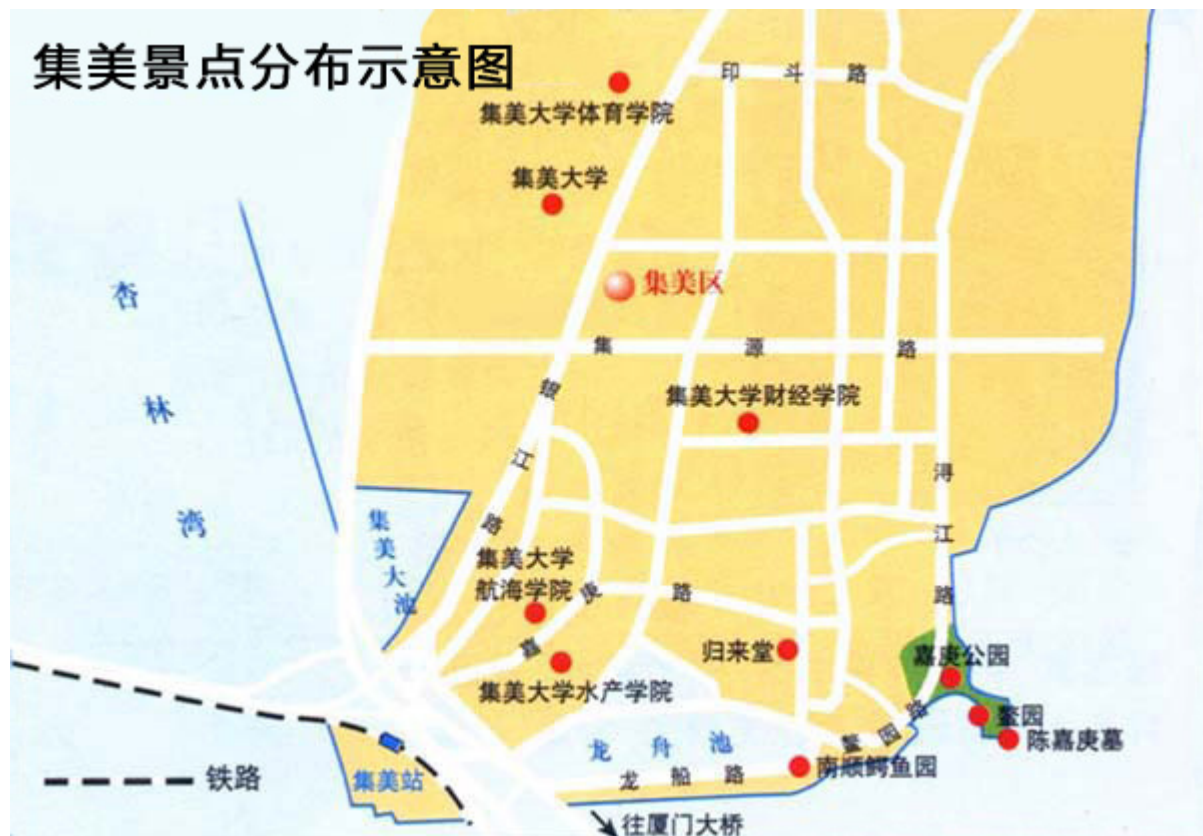 集美景点分布示意图
印斗路
集美大学体育学院
集美大学
杏林湾
集美区
集源路
银江路
集美大学财经学院
浔江路
集美大池
集美大学
航海学院
嘉庚路
归来堂
嘉庚公园
集美大学水产学院
鳌园
鳌园路
陈嘉庚墓
龙舟池
南顺鳄鱼园
龙船路
铁路
集美站
往厦门大桥